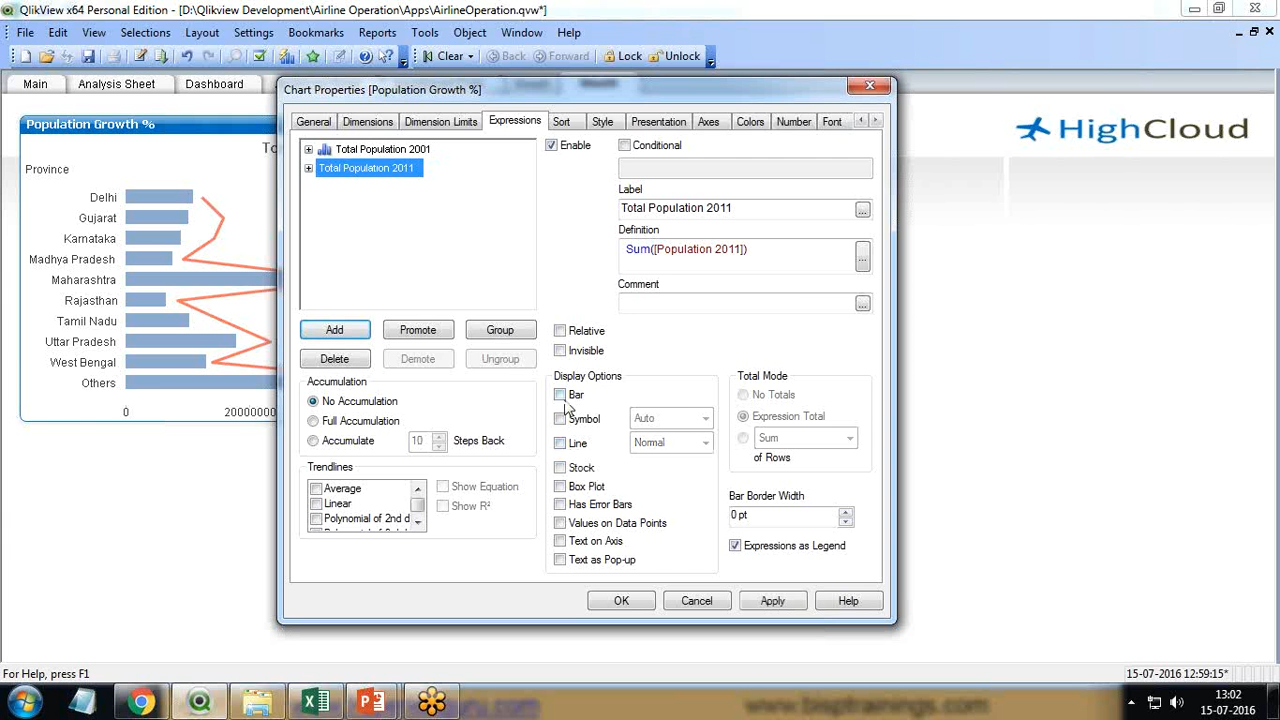 QlikView x64 Personal Edition - [D:\Qlikview Development\Airline Operation\Apps\AirlineOperation.qvw*]
File Edit View Selections Layout Settings Bookmarks Reports Tools Object Window Help
Clear Back Forward Lock Unlock
Main Analysis Sheet Dashboard
Chart Properties [Population Growth %]
General Dimensions Dimension Limits Expressions Sort Style Presentation Axes Colors Number Font
Population Growth %
To
Province
Delhi
Gujarat
Karnataka
Madhya Pradesh
Maharashtra
Rajasthan
Tamil Nadu
Uttar Pradesh
West Bengal
Others
0 20000000
HighCloud
Total Population 2001
Total Population 2011
Enable
Conditional
Label
Total Population 2011
Definition
Sum([Population 2011])
Comment
Add Promote Group
Delete Demote Ungroup
Relative
Invisible
Accumulation
No Accumulation
Full Accumulation
Accumulate 10 Steps Back
Trendlines
Average
Linear
Polynomial of 2nd d
Show Equation
Show R²
Display Options
Bar
Symbol Auto
Line Normal
Stock
Box Plot
Has Error Bars
Values on Data Points
Text on Axis
Text as Pop-up
Total Mode
No Totals
Expression Total
Sum
of Rows
Bar Border Width
0 pt
Expressions as Legend
OK Cancel Apply Help
For Help, press F1
15-07-2016 12:59:15*
13:02
15-07-2016
www.bisptrainings.com